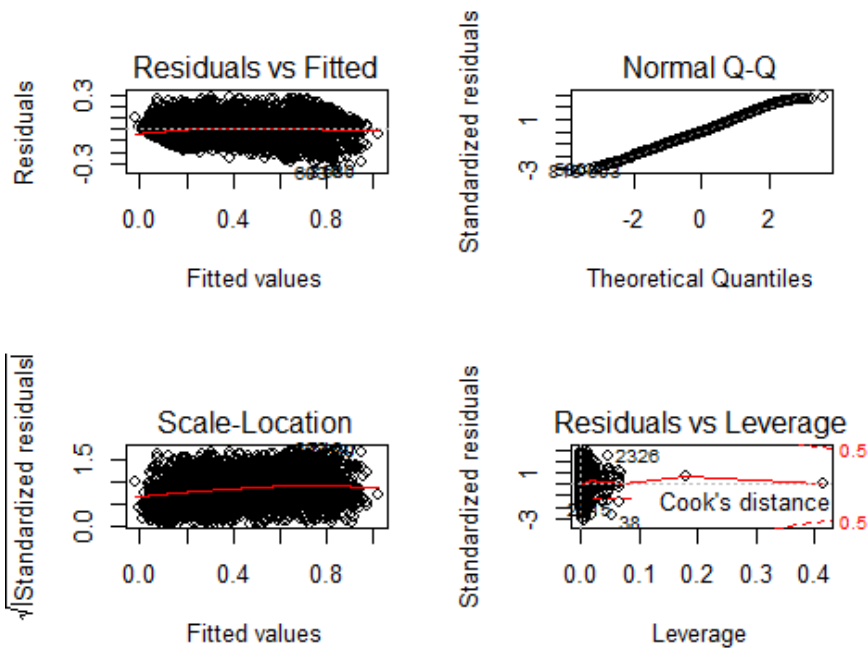 Residuals vs Fitted
Residuals
0.3
-0.3
0.0 0.4 0.8
Fitted values
Normal Q-Q
Standardized residuals
1
-3
-2 0 2
Theoretical Quantiles
Scale-Location
√|Standardized residuals|
1.5
0.0
0.0 0.4 0.8
Fitted values
Residuals vs Leverage
Standardized residuals
1
-3
2326
38
0.5
Cook's distance
0.5
0.0 0.1 0.2 0.3 0.4
Leverage